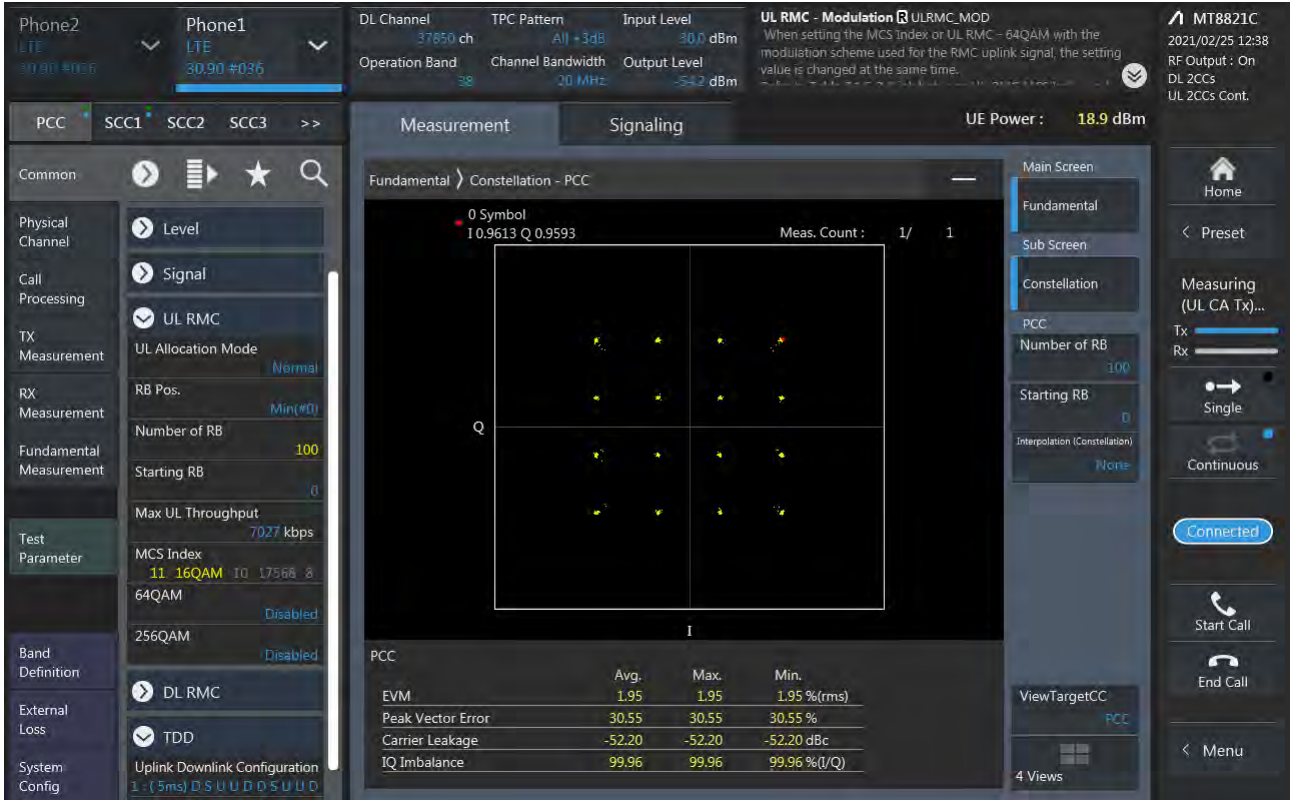 Phone2
LTE
30.90 #036
Phone1
LTE
30.90 #036
DL Channel
37850 ch
TPC Pattern
All +3dB
Input Level
30.0 dBm
Operation Band
38
Channel Bandwidth
20 MHz
Output Level
-54.2 dBm
UL RMC - Modulation R ULRMC_MOD
When setting the MCS Index or UL RMC - 64QAM with the
modulation scheme used for the RMC uplink signal, the setting
value is changed at the same time.
MT8821C
2021/02/25 12:38
RF Output : On
DL 2CCs
UL 2CCs Cont.
PCC SCC1 SCC2 SCC3 >>
Measurement
Signaling
UE Power : 18.9 dBm
Common
Physical
Channel
Call
Processing
TX
Measurement
RX
Measurement
Fundamental
Measurement
Test
Parameter
Band
Definition
External
Loss
System
Config
Level
Signal
UL RMC
UL Allocation Mode
Normal
RB Pos.
Min(#0)
Number of RB
100
Starting RB
0
Max UL Throughput
7027 kbps
MCS Index
11 16QAM 10 17568 8
64QAM
Disabled
256QAM
Disabled
DL RMC
TDD
Uplink Downlink Configuration
1 : ( 5ms) D S U U D D S U U D
Fundamental > Constellation - PCC
0 Symbol
I 0.9613 Q 0.9593
Meas. Count : 1/ 1
Q
I
PCC
Avg. Max. Min.
EVM 1.95 1.95 1.95 %(rms)
Peak Vector Error 30.55 30.55 30.55 %
Carrier Leakage -52.20 -52.20 -52.20 dBc
IQ Imbalance 99.96 99.96 99.96 %(I/Q)
Main Screen
Fundamental
Sub Screen
Constellation
PCC
Number of RB
100
Starting RB
0
Interpolation (Constellation)
None
ViewTargetCC
PCC
4 Views
Home
< Preset
Measuring
(UL CA Tx)...
Tx
Rx
Single
Continuous
Connected
Start Call
End Call
< Menu